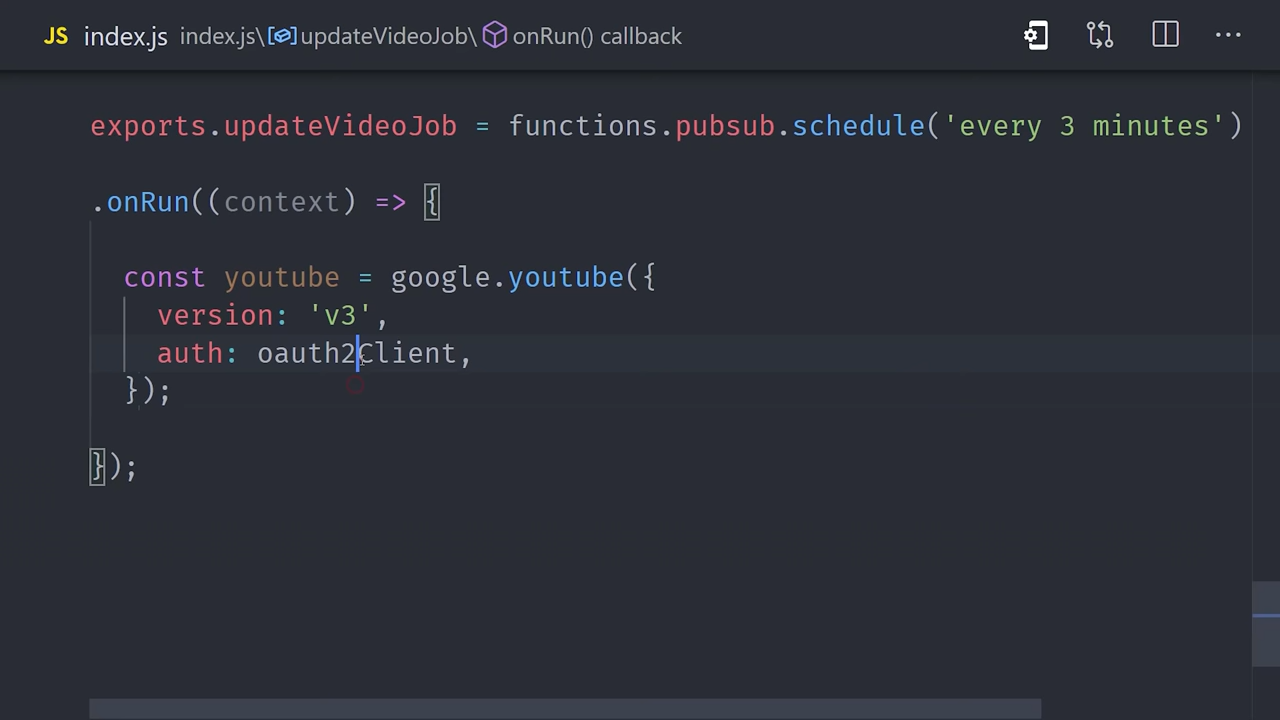 JS index.js index.js\updateVideoJob\onRun() callback
exports.updateVideoJob = functions.pubsub.schedule('every 3 minutes')
.onRun((context) => {
const youtube = google.youtube({
version: 'v3',
auth: oauth2Client,
});
});